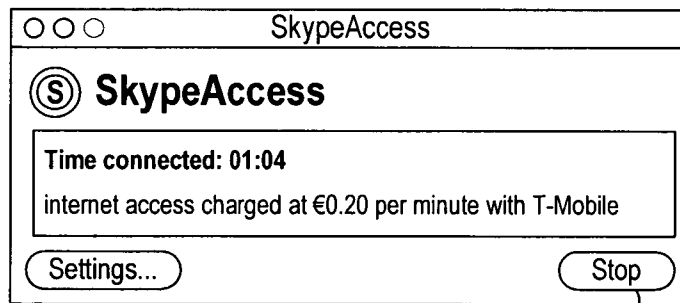 SkypeAccess
S SkypeAccess
Time connected: 01:04
internet access charged at €0.20 per minute with T-Mobile
Settings... Stop